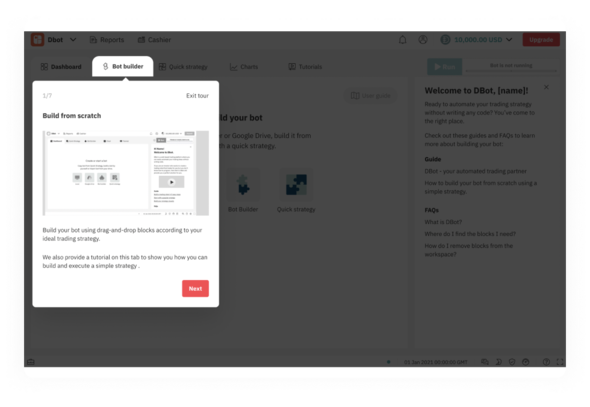 Dbot
Reports
Cashier
10,000.00 USD
Upgrade
Dashboard
Bot builder
Quick strategy
Charts
Tutorials
Run
Bot is not running
1/7
Exit tour
Build from scratch
Build your bot using drag-and-drop blocks according to your
ideal trading strategy.
We also provide a tutorial on this tab to show you how you can
build and execute a simple strategy .
Next
User guide
ld your bot
r or Google Drive, build it from
h a quick strategy.
Bot Builder
Quick strategy
Welcome to DBot, [name]!
Ready to automate your trading strategy
without writing any code? You've come to
the right place.
Check out these guides and FAQs to learn
more about building your bot:
Guide
DBot - your automated trading partner
How to build your bot from scratch using a
simple strategy.
FAQs
What is DBot?
Where do I find the blocks I need?
How do I remove blocks from the
workspace?